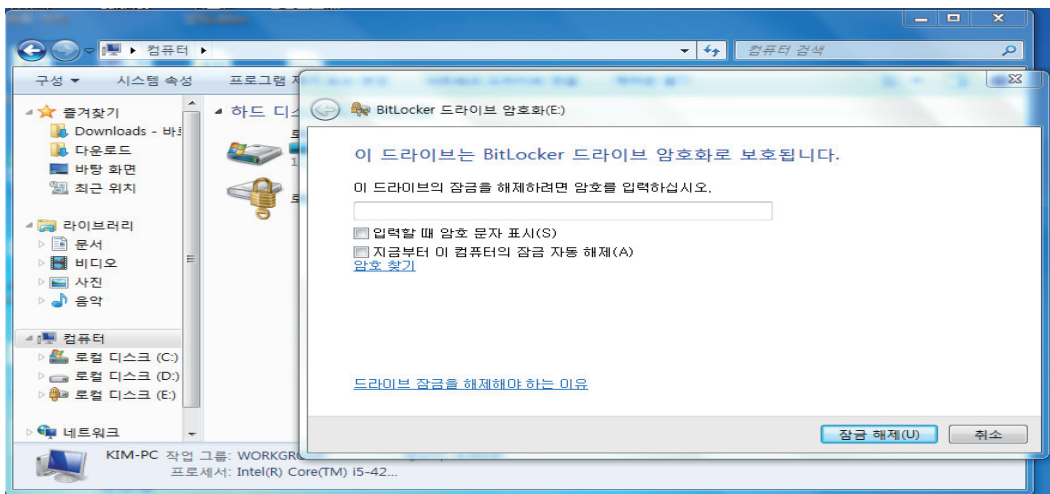 컴퓨터
컴퓨터 검색
구성
시스템 속성
프로그램
BitLocker 드라이브 암호화(E:)
이 드라이브는 BitLocker 드라이브 암호화로 보호됩니다.
이 드라이브의 잠금을 해제하려면 암호를 입력하십시오.
입력할 때 암호 문자 표시(S)
지금부터 이 컴퓨터의 잠금 자동 해제(A)
암호 찾기
드라이브 잠금을 해제해야 하는 이유
잠금 해제(U)
취소
즐겨찾기
Downloads - 바
다운로드
바탕 화면
최근 위치
라이브러리
문서
비디오
사진
음악
컴퓨터
로컬 디스크 (C:)
로컬 디스크 (D:)
로컬 디스크 (E:)
네트워크
하드 디
KIM-PC 작업 그룹: WORKGR
프로세서: Intel(R) Core(TM) i5-42...